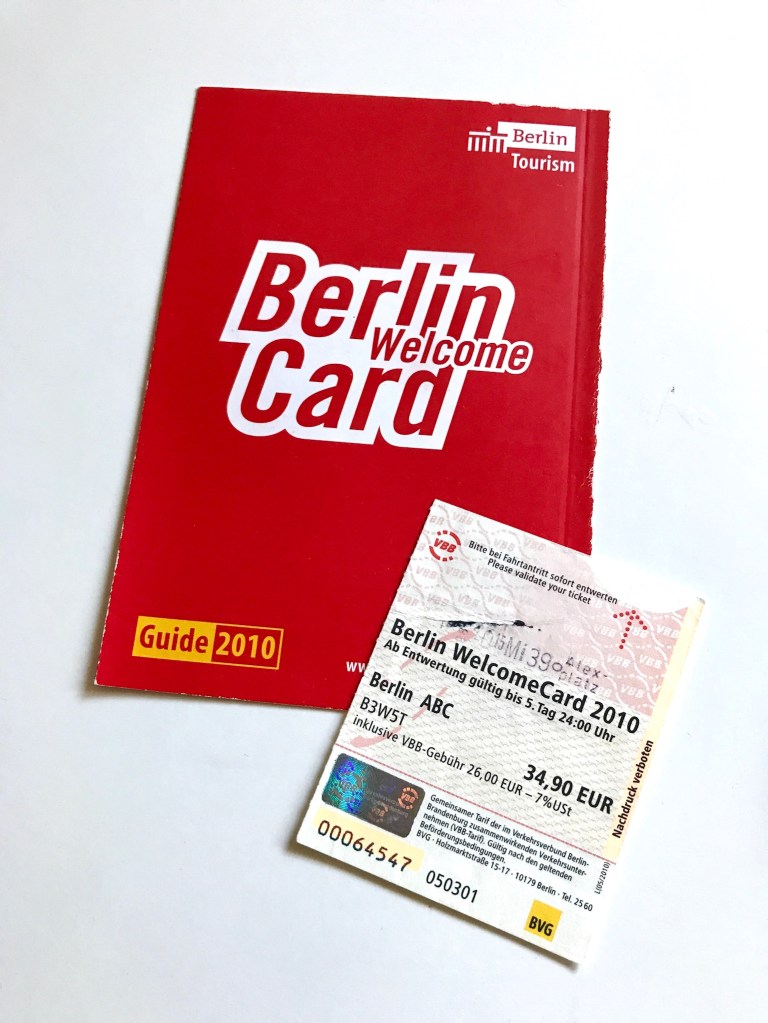 Berlin
Tourism
Berlin
Welcome
Card
Guide 2010
www
VBB
Bitte bei Fahrtantritt sofort entwerten
Please validate your ticket
Mi39 Alex-
platz
Berlin WelcomeCard 2010
Ab Entwertung gültig bis 5. Tag 24:00 Uhr
Berlin ABC
B3W5T
34,90 EUR
inklusive VBB-Gebühr 26,00 EUR – 7%USt
Nachdruck verboten
Gemeinsamer Tarif der im Verkehrsverbund Berlin-
Brandenburg zusammenwirkenden Verkehrsunter-
nehmen (VBB-Tarif). Gültig nach den geltenden
Beförderungsbedingungen.
BVG · Holzmarktstraße 15-17 · 10179 Berlin · Tel. 25 60
L(05/2010)
00064547
050301
BVG